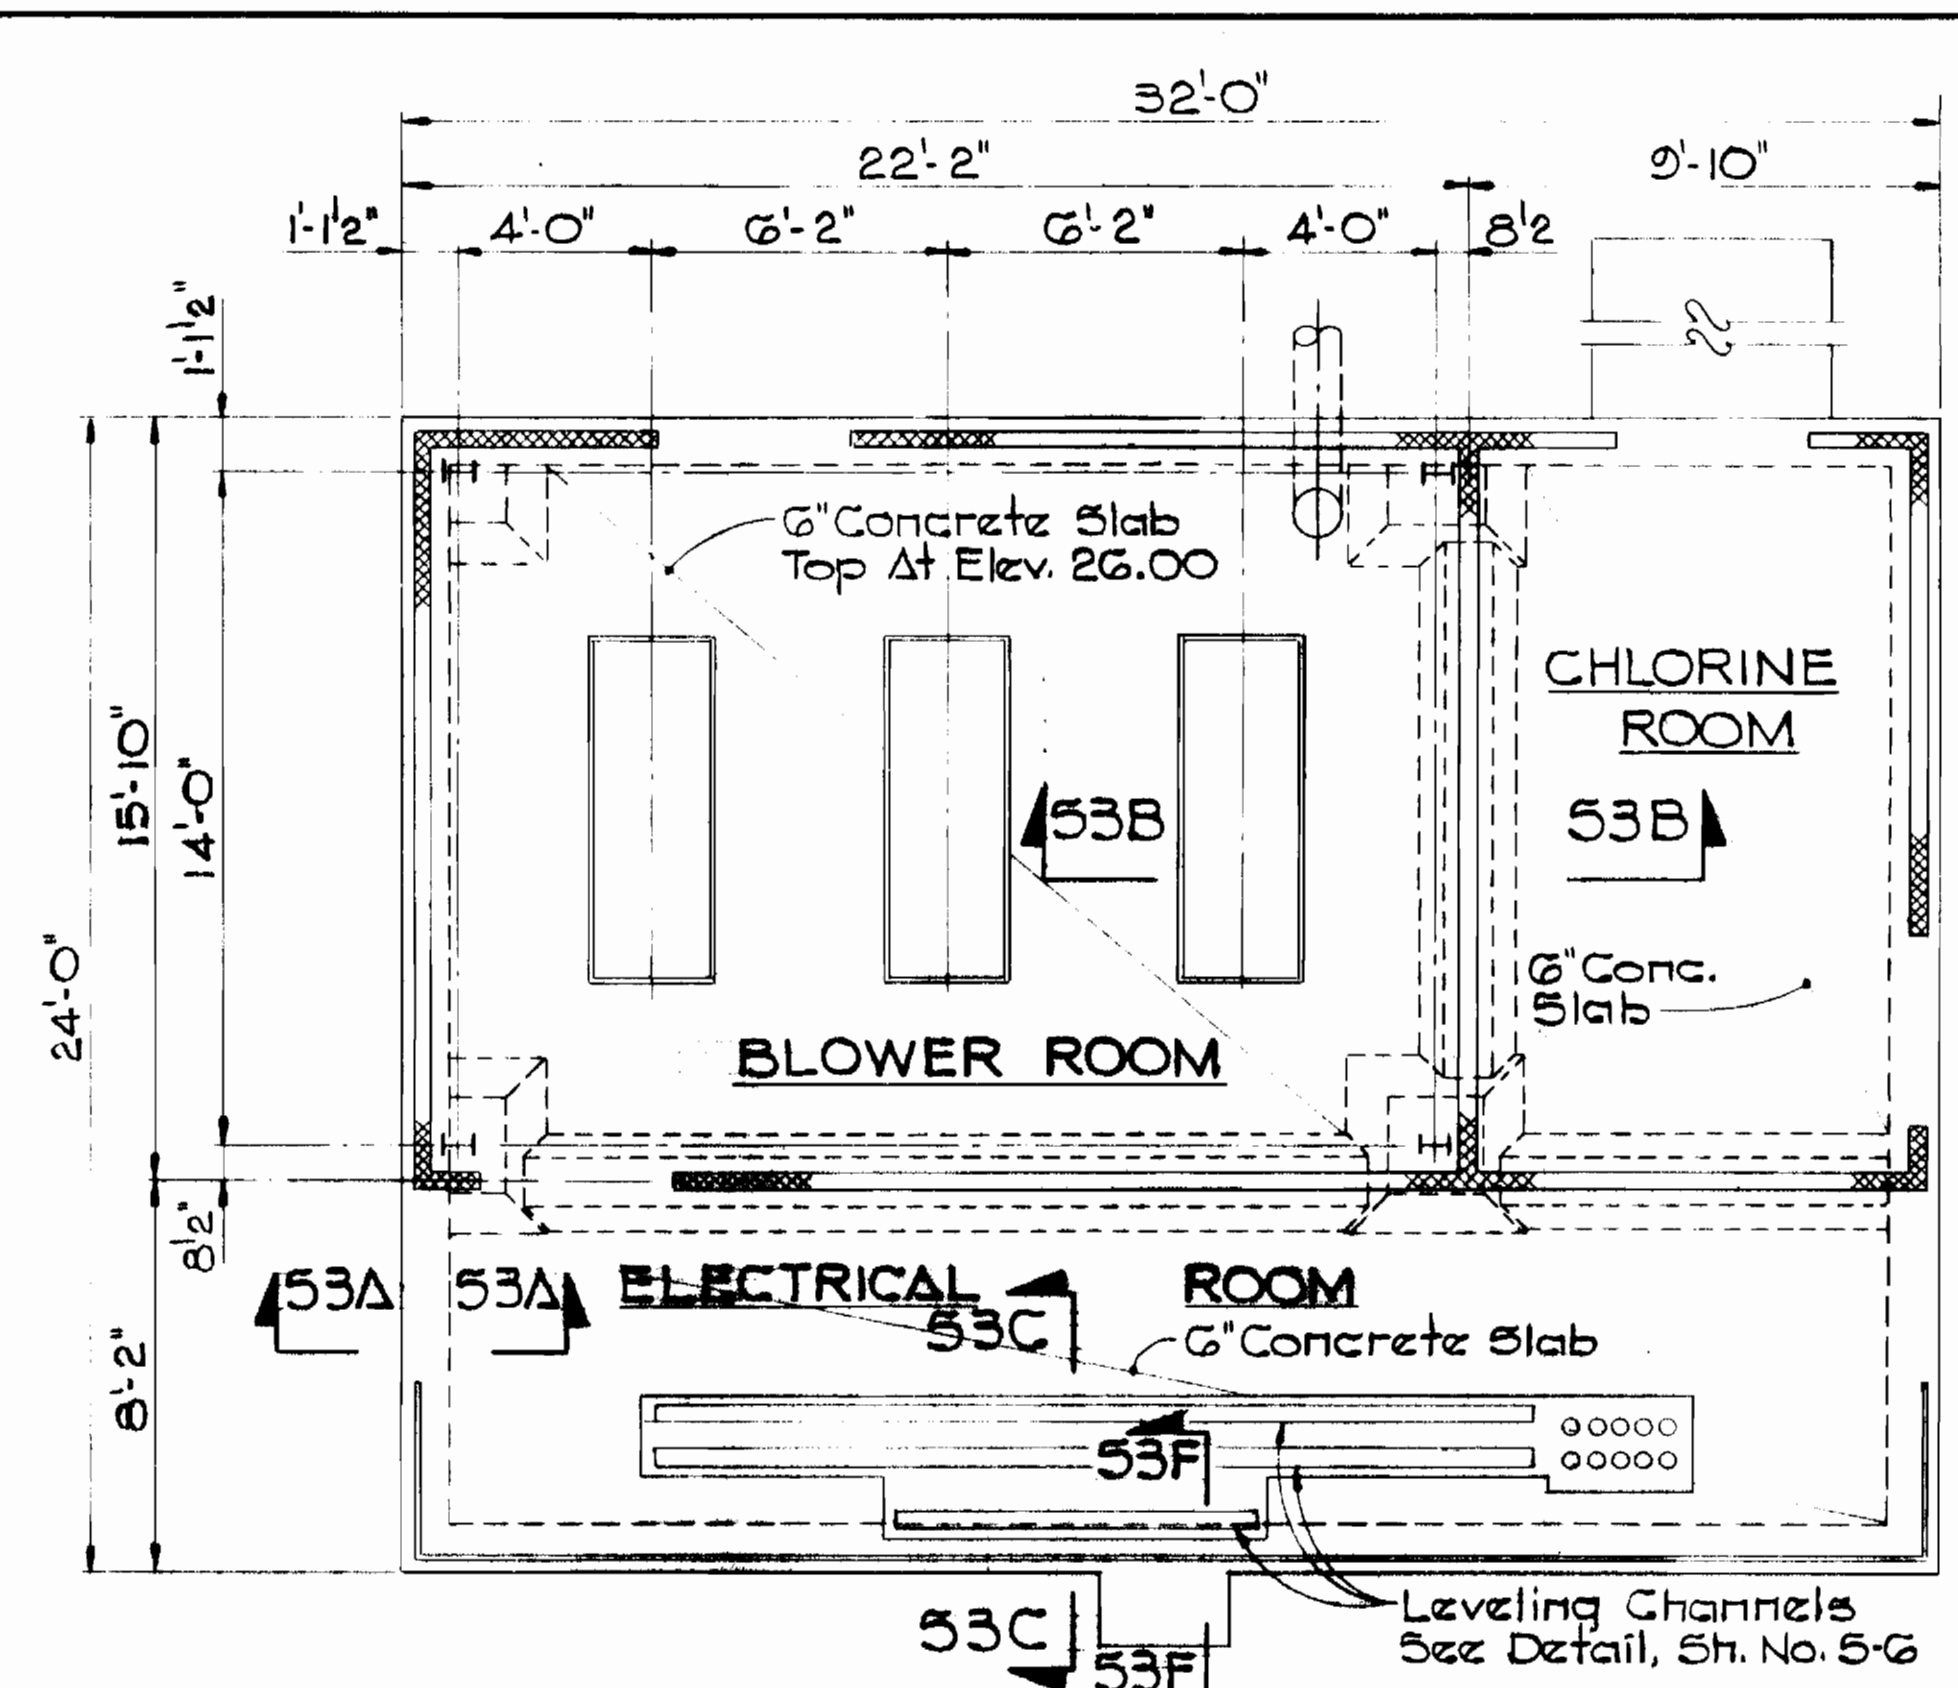 32'-0"
22'-2"
9'-10"
1'-1½"
4'-0"
6'-2"
6'-2"
4'-0"
8½
1'-1½"
6" Concrete Slab
Top At Elev. 26.00
CHLORINE
ROOM
15'-10"
14'-0"
53B
53B
24'-0"
6" Conc.
Slab
BLOWER ROOM
8½"
53A
53A
ELECTRICAL ROOM
53C
6" Concrete Slab
8'-2"
53F
Leveling Channels
See Detail, Sh. No. 5-6
53C
53F